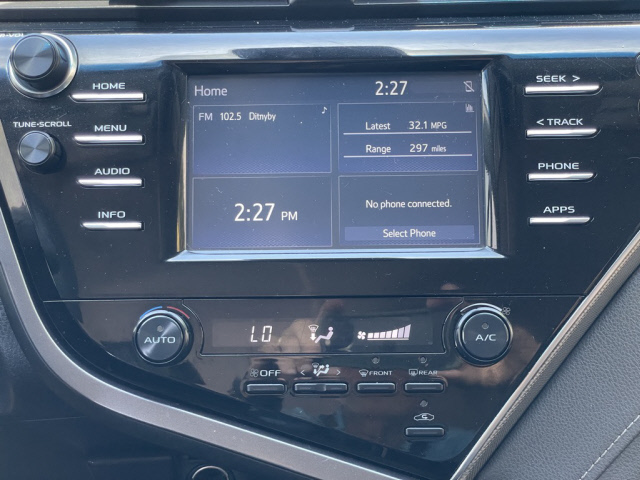 Home 2:27
FM 102.5 Ditnyby
Latest 32.1 MPG
Range 297 miles
2:27 PM
No phone connected.
Select Phone
HOME
TUNE•SCROLL
MENU
AUDIO
INFO
SEEK >
< TRACK
PHONE
APPS
AUTO
LO
A/C
OFF
< >
FRONT
REAR